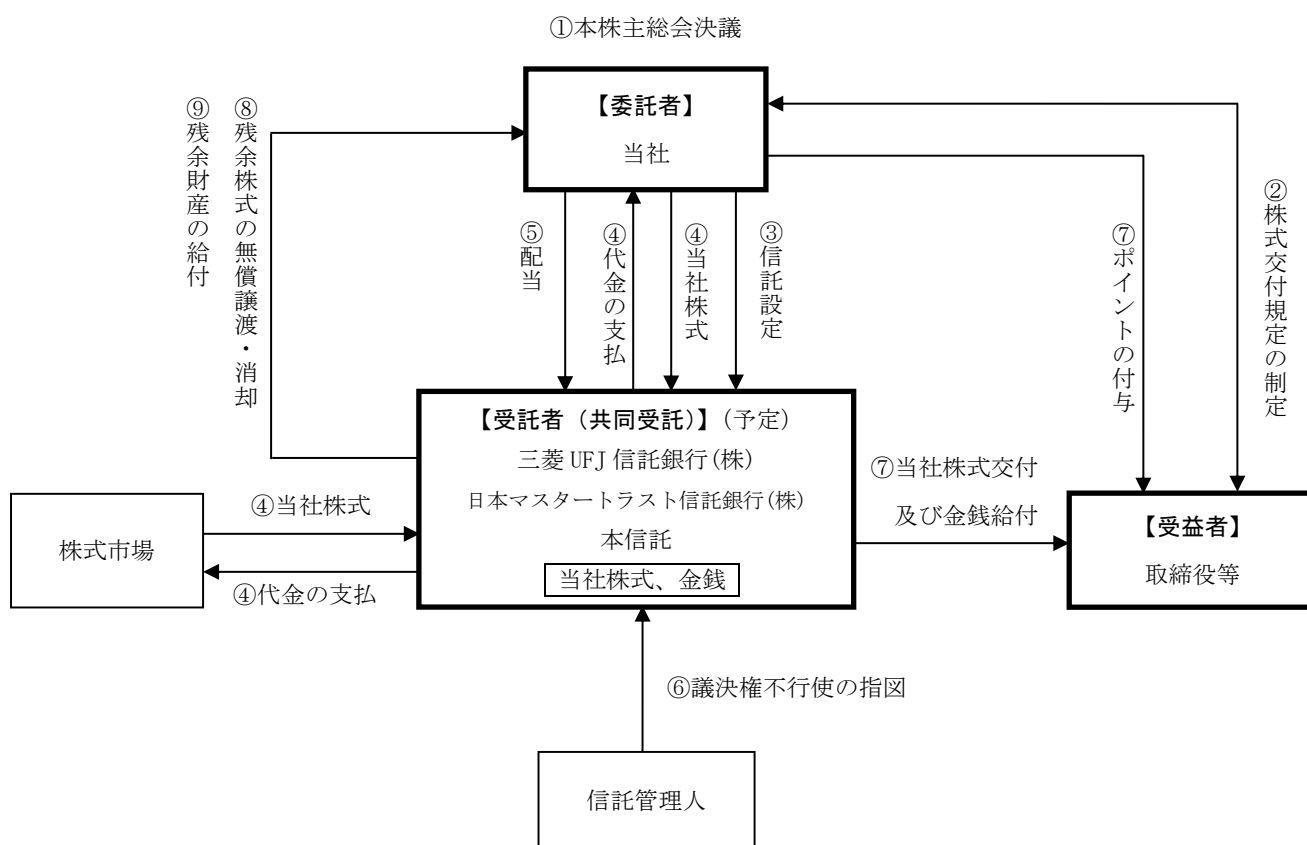 ①本株主総会決議
【委託者】
当社
⑨残余財産の給付
⑧残余株式の無償譲渡・消却
⑤配当
④代金の支払
④当社株式
③信託設定
⑦ポイントの付与
②株式交付規定の制定
【受託者（共同受託）】(予定)
三菱 UFJ 信託銀行(株)
日本マスタートラスト信託銀行(株)
本信託
当社株式、金銭
④当社株式
株式市場
④代金の支払
⑦当社株式交付
及び金銭給付
【受益者】
取締役等
⑥議決権不行使の指図
信託管理人